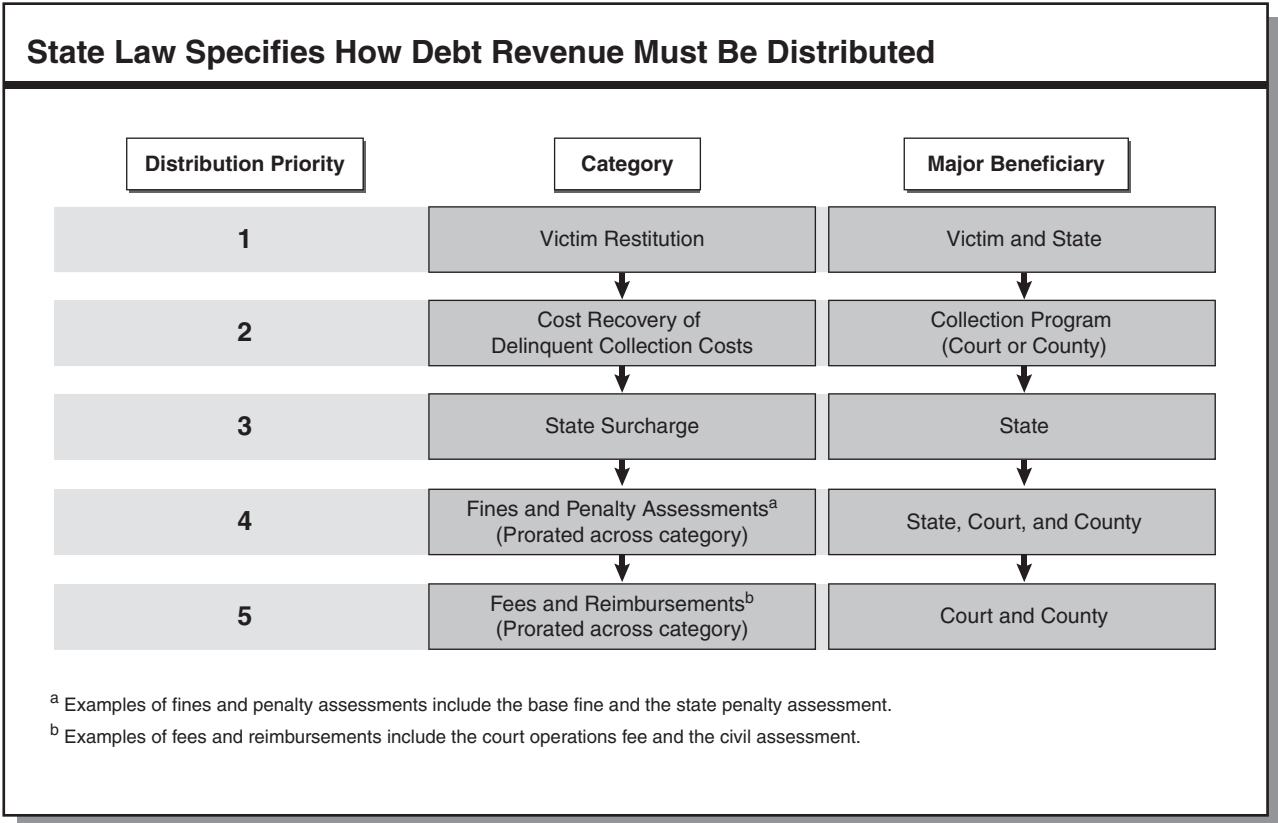 State Law Specifies How Debt Revenue Must Be Distributed
Distribution Priority
Category
Major Beneficiary
1
Victim Restitution
Victim and State
2
Cost Recovery of
Delinquent Collection Costs
Collection Program
(Court or County)
3
State Surcharge
State
4
Fines and Penalty Assessmentsa
(Prorated across category)
State, Court, and County
5
Fees and Reimbursementsb
(Prorated across category)
Court and County
a Examples of fines and penalty assessments include the base fine and the state penalty assessment.
b Examples of fees and reimbursements include the court operations fee and the civil assessment.